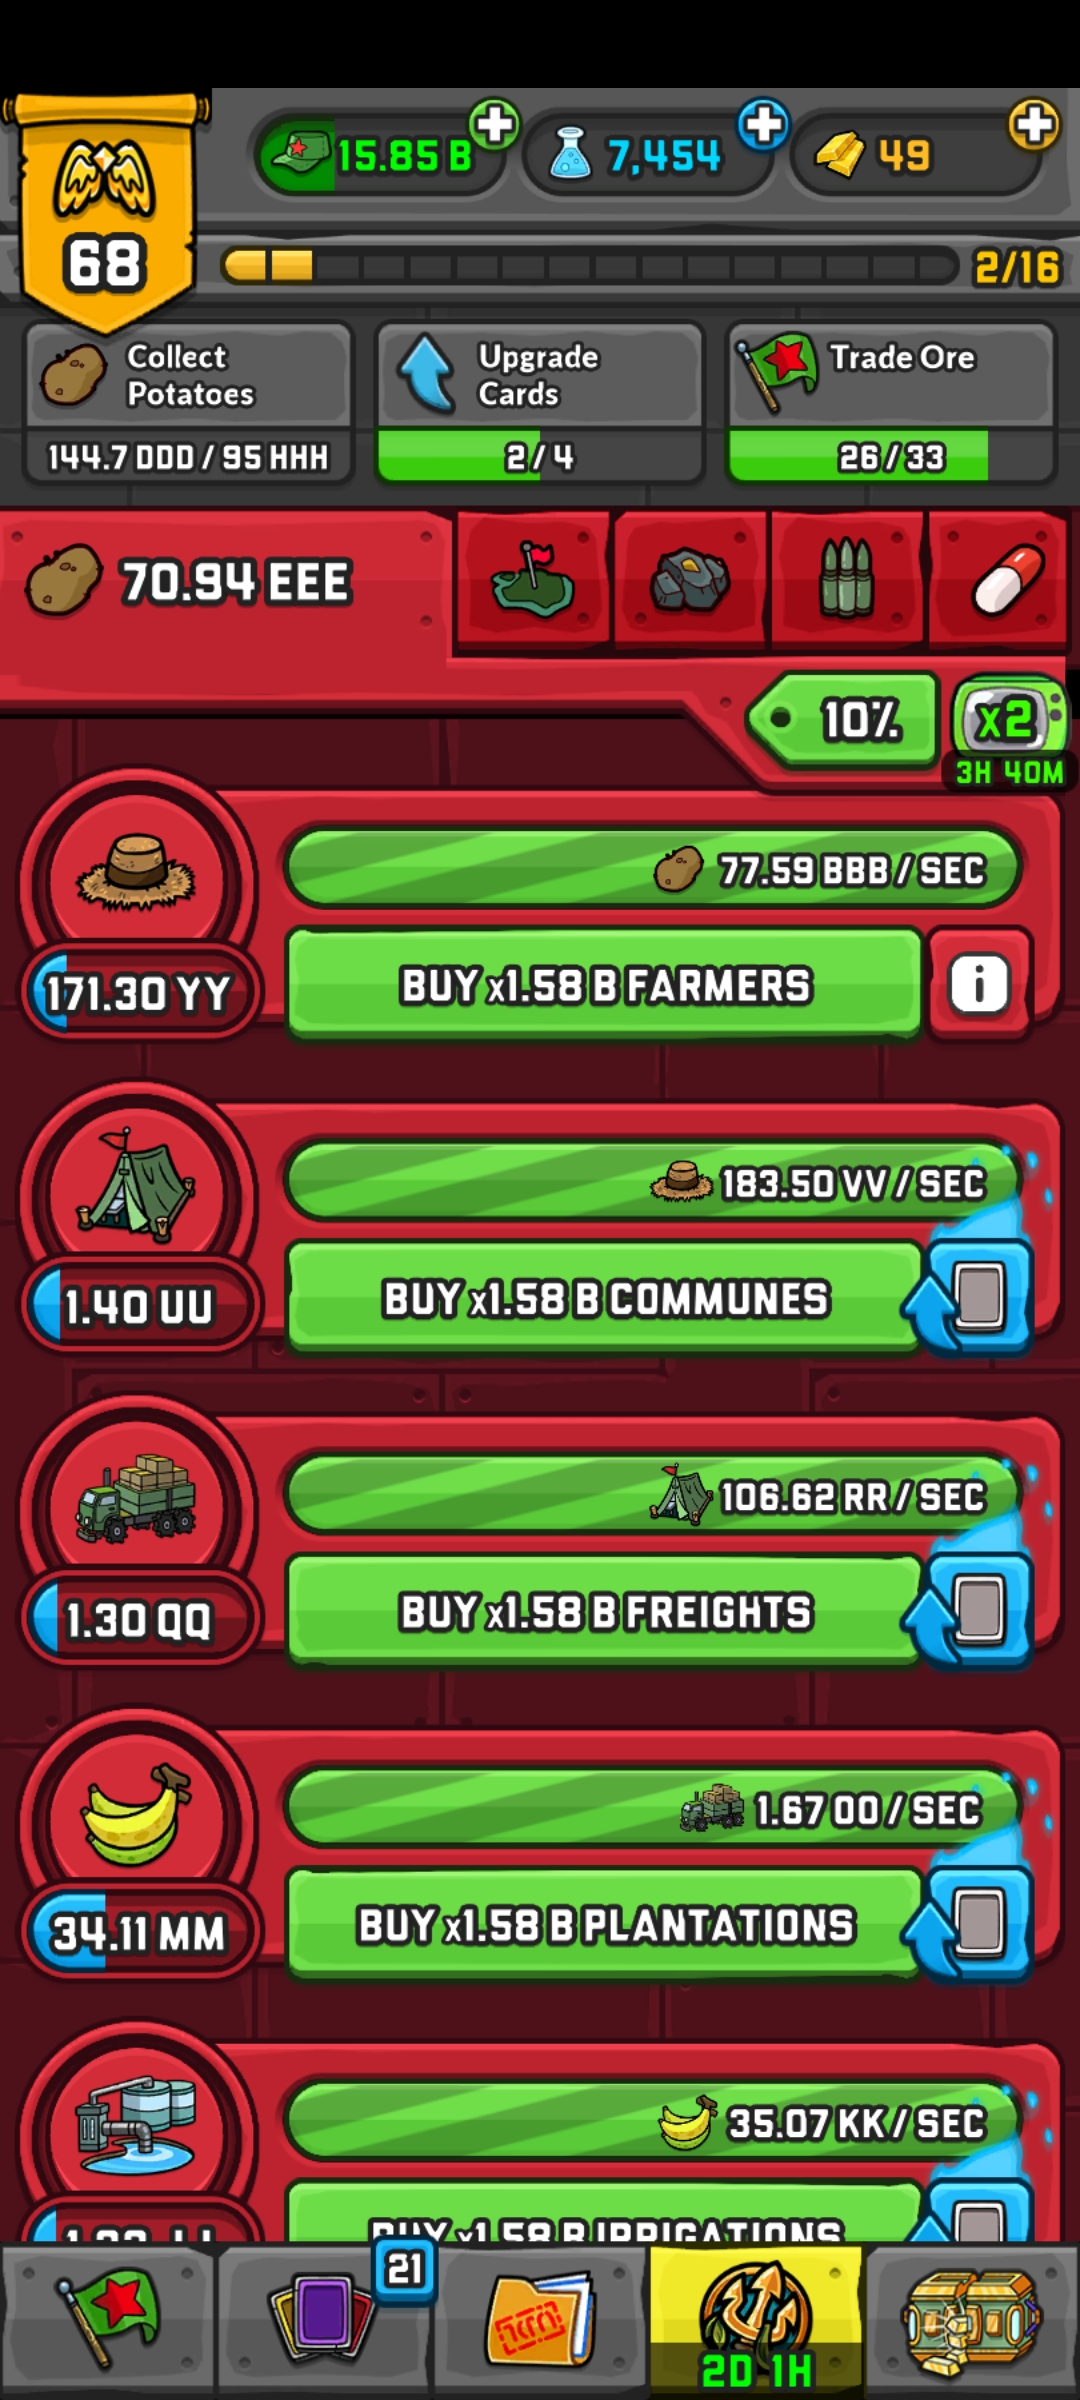 68
15.85 B
7,454
49
2/16
Collect
Potatoes
144.7 DDD / 95 HHH
Upgrade
Cards
2 / 4
Trade Ore
26 / 33
70.94 EEE
10%
x2
3H 40M
77.59 BBB / SEC
171.30 YY
BUY x1.58 B FARMERS
i
183.50 VV / SEC
1.40 UU
BUY x1.58 B COMMUNES
106.62 RR / SEC
1.30 QQ
BUY x1.58 B FREIGHTS
1.67 OO / SEC
34.11 MM
BUY x1.58 B PLANTATIONS
35.07 KK / SEC
BUY x1.58 B IRRIGATIONS
21
2D 1H